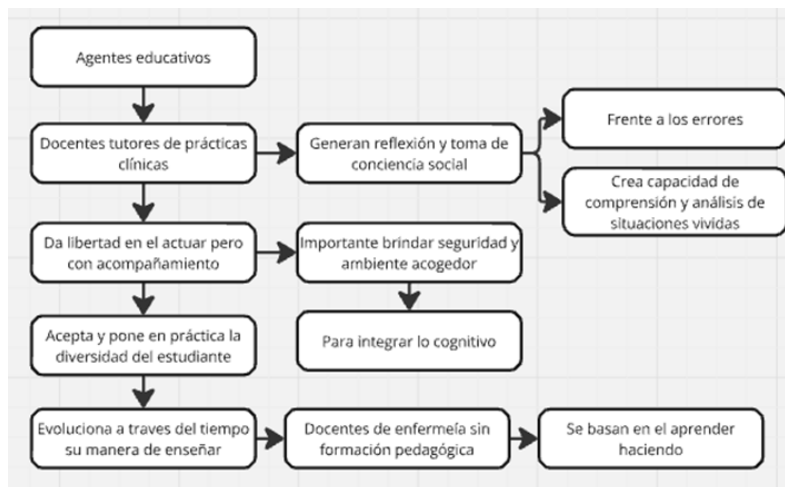 Agentes educativos
Docentes tutores de prácticas
clínicas
Generan reflexión y toma de
conciencia social
Frente a los errores
Crea capacidad de
comprensión y análisis de
situaciones vividas
Da libertad en el actuar pero
con acompañamiento
Importante brindar seguridad y
ambiente acogedor
Para integrar lo cognitivo
Acepta y pone en práctica la
diversidad del estudiante
Evoluciona a traves del tiempo
su manera de enseñar
Docentes de enfermeía sin
formación pedagógica
Se basan en el aprender
haciendo